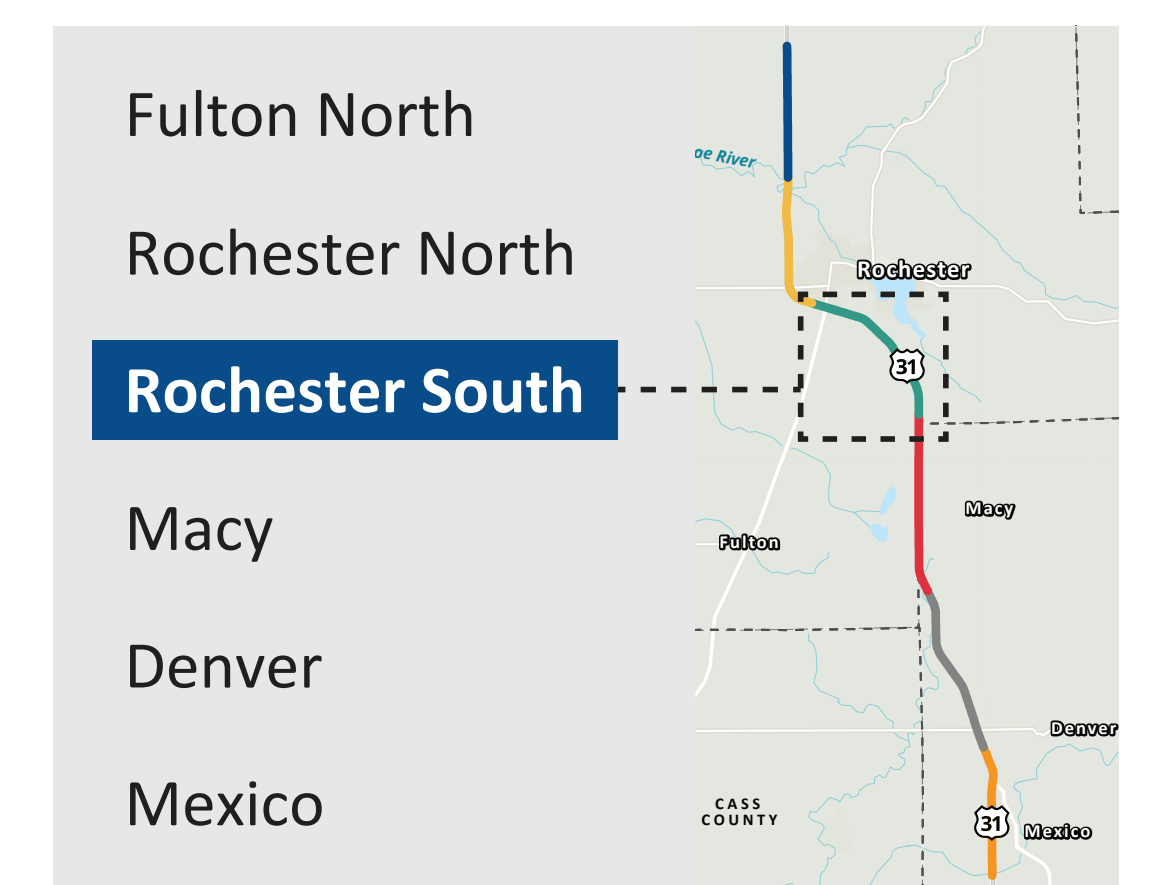 Fulton North
Rochester North
Rochester South
Macy
Denver
Mexico
oe River
Rochester
31
Macy
Fulton
Denver
CASS
COUNTY
31
Mexico